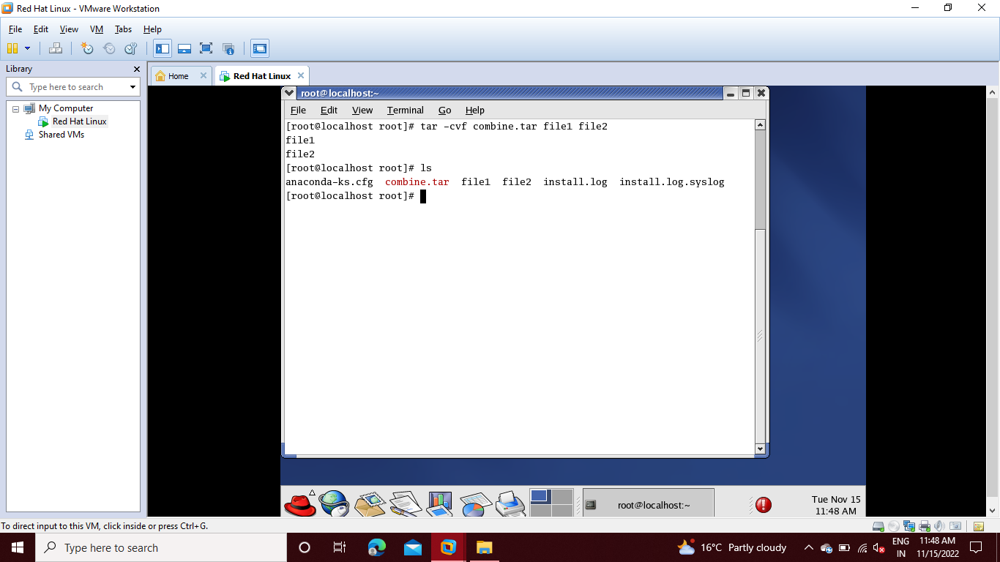 Red Hat Linux - VMware Workstation
File Edit View VM Tabs Help
Library
Type here to search
My Computer
Red Hat Linux
Shared VMs
Home
Red Hat Linux
root@localhost:~
File Edit View Terminal Go Help
[root@localhost root]# tar -cvf combine.tar file1 file2
file1
file2
[root@localhost root]# ls
anaconda-ks.cfg combine.tar file1 file2 install.log install.log.syslog
[root@localhost root]#
root@localhost:~
Tue Nov 15
11:48 AM
To direct input to this VM, click inside or press Ctrl+G.
Type here to search
16°C Partly cloudy
ENG
IN
11:48 AM
11/15/2022